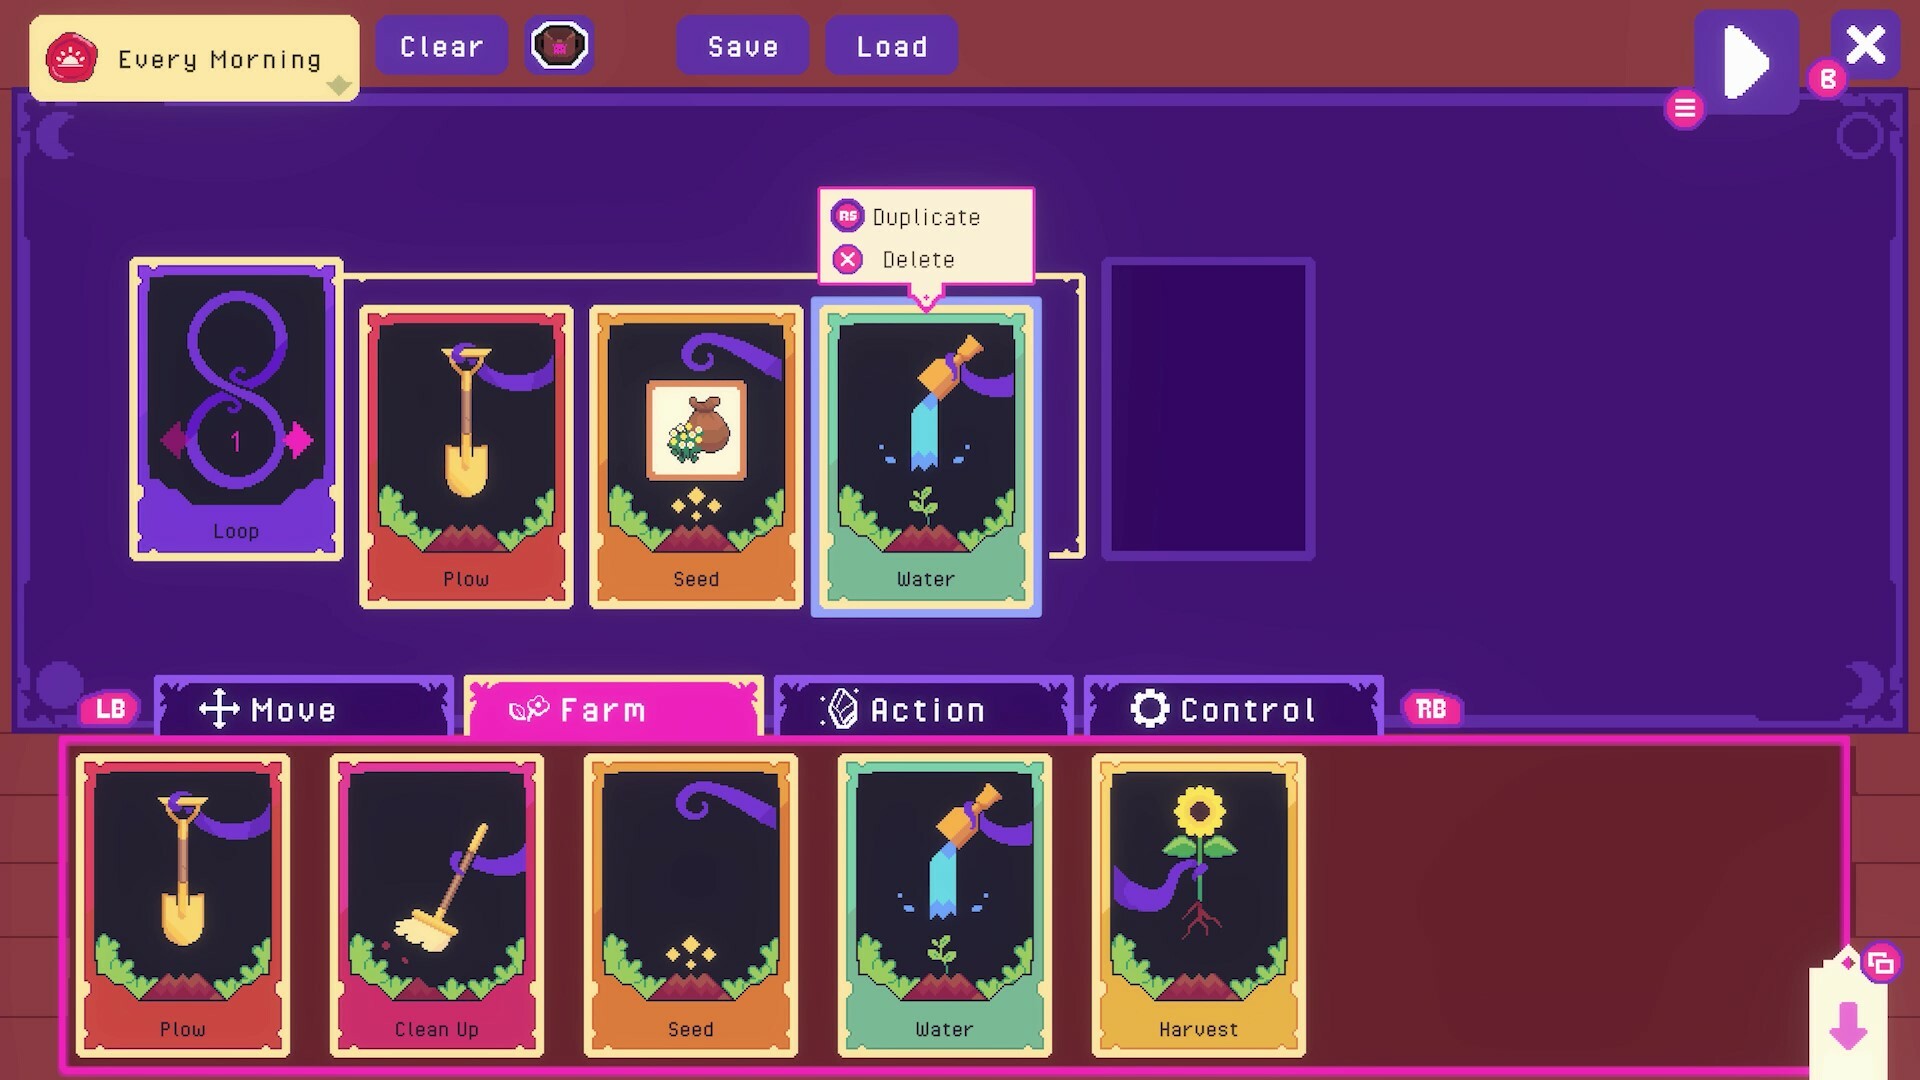 Every Morning
Clear
Save
Load
B
RS Duplicate
Delete
1
Loop
Plow
Seed
Water
LB
Move
Farm
Action
Control
RB
Plow
Clean Up
Seed
Water
Harvest